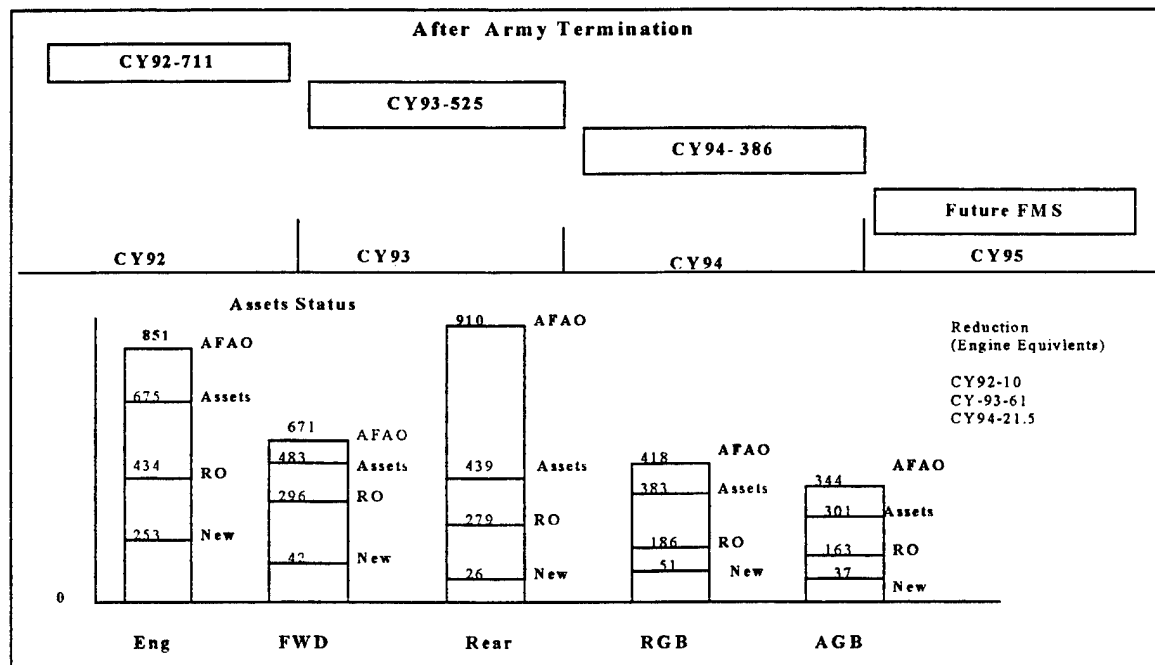 After Army Termination
CY92-711
CY93-525
CY94-386
Future FMS
CY92
CY93
CY94
CY95
Assets Status
851
AFAO
675
Assets
434
RO
253
New
671
AFAO
483
Assets
296
RO
42
New
910
AFAO
439
Assets
279
RO
26
New
418
AFAO
383
Assets
186
RO
51
New
344
AFAO
301
Assets
163
RO
37
New
Reduction
(Engine Equivlents)
CY92-10
CY-93-61
CY94-21.5
0
Eng
FWD
Rear
RGB
AGB